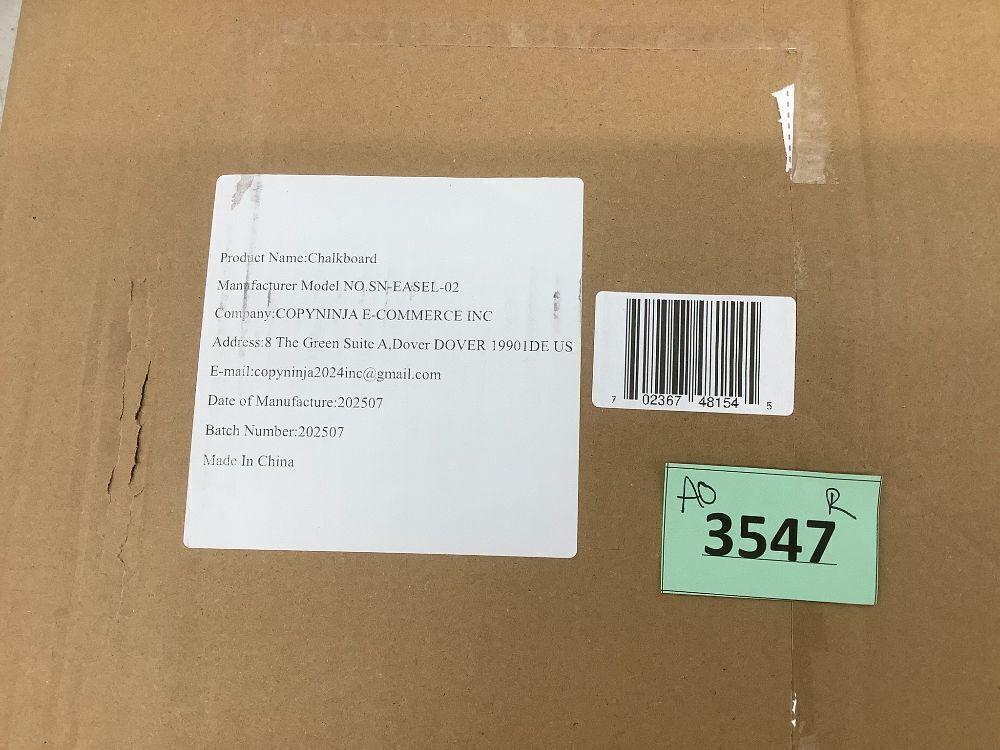 Product Name:Chalkboard
Manufacturer Model NO.SN-EASEL-02
Company:COPYNINJA E-COMMERCE INC
Address:8 The Green Suite A,Dover DOVER 19901DE US
E-mail:copyninja2024inc@gmail.com
Date of Manufacture:202507
Batch Number:202507
Made In China
7 02367 48154 5
AO R
3547